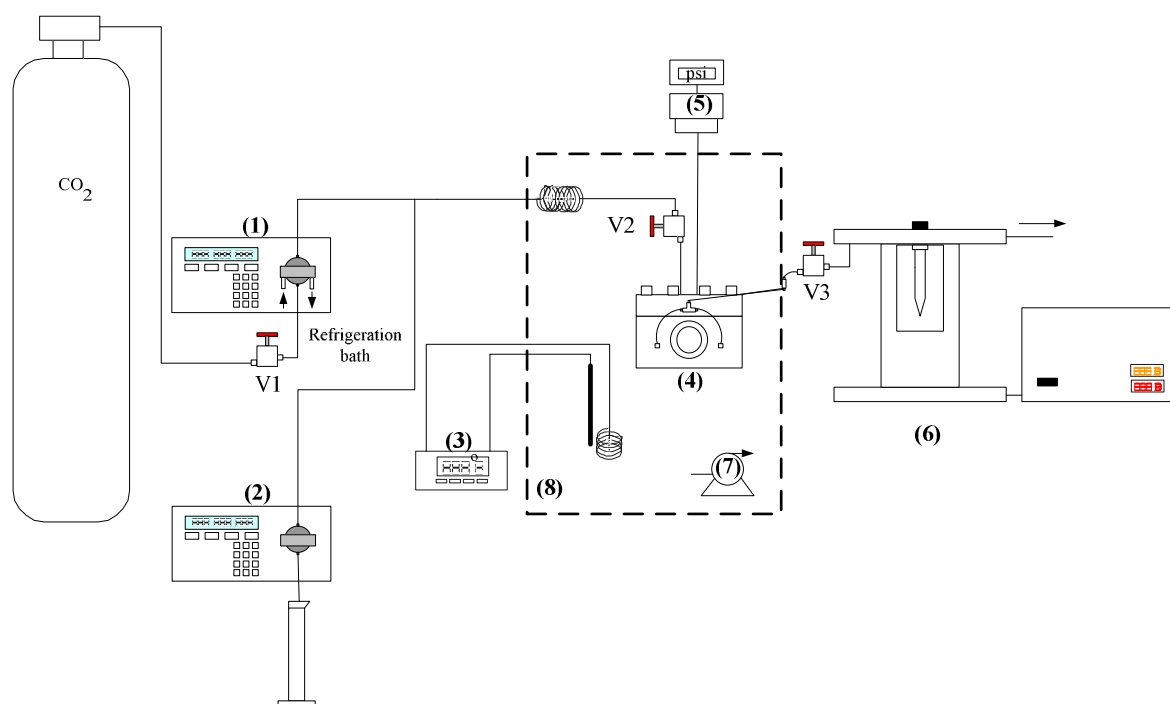 psi
(5)
CO2
V2
(1)
V3
Refrigeration
bath
V1
(4)
(3)
(6)
(7)
(8)
(2)